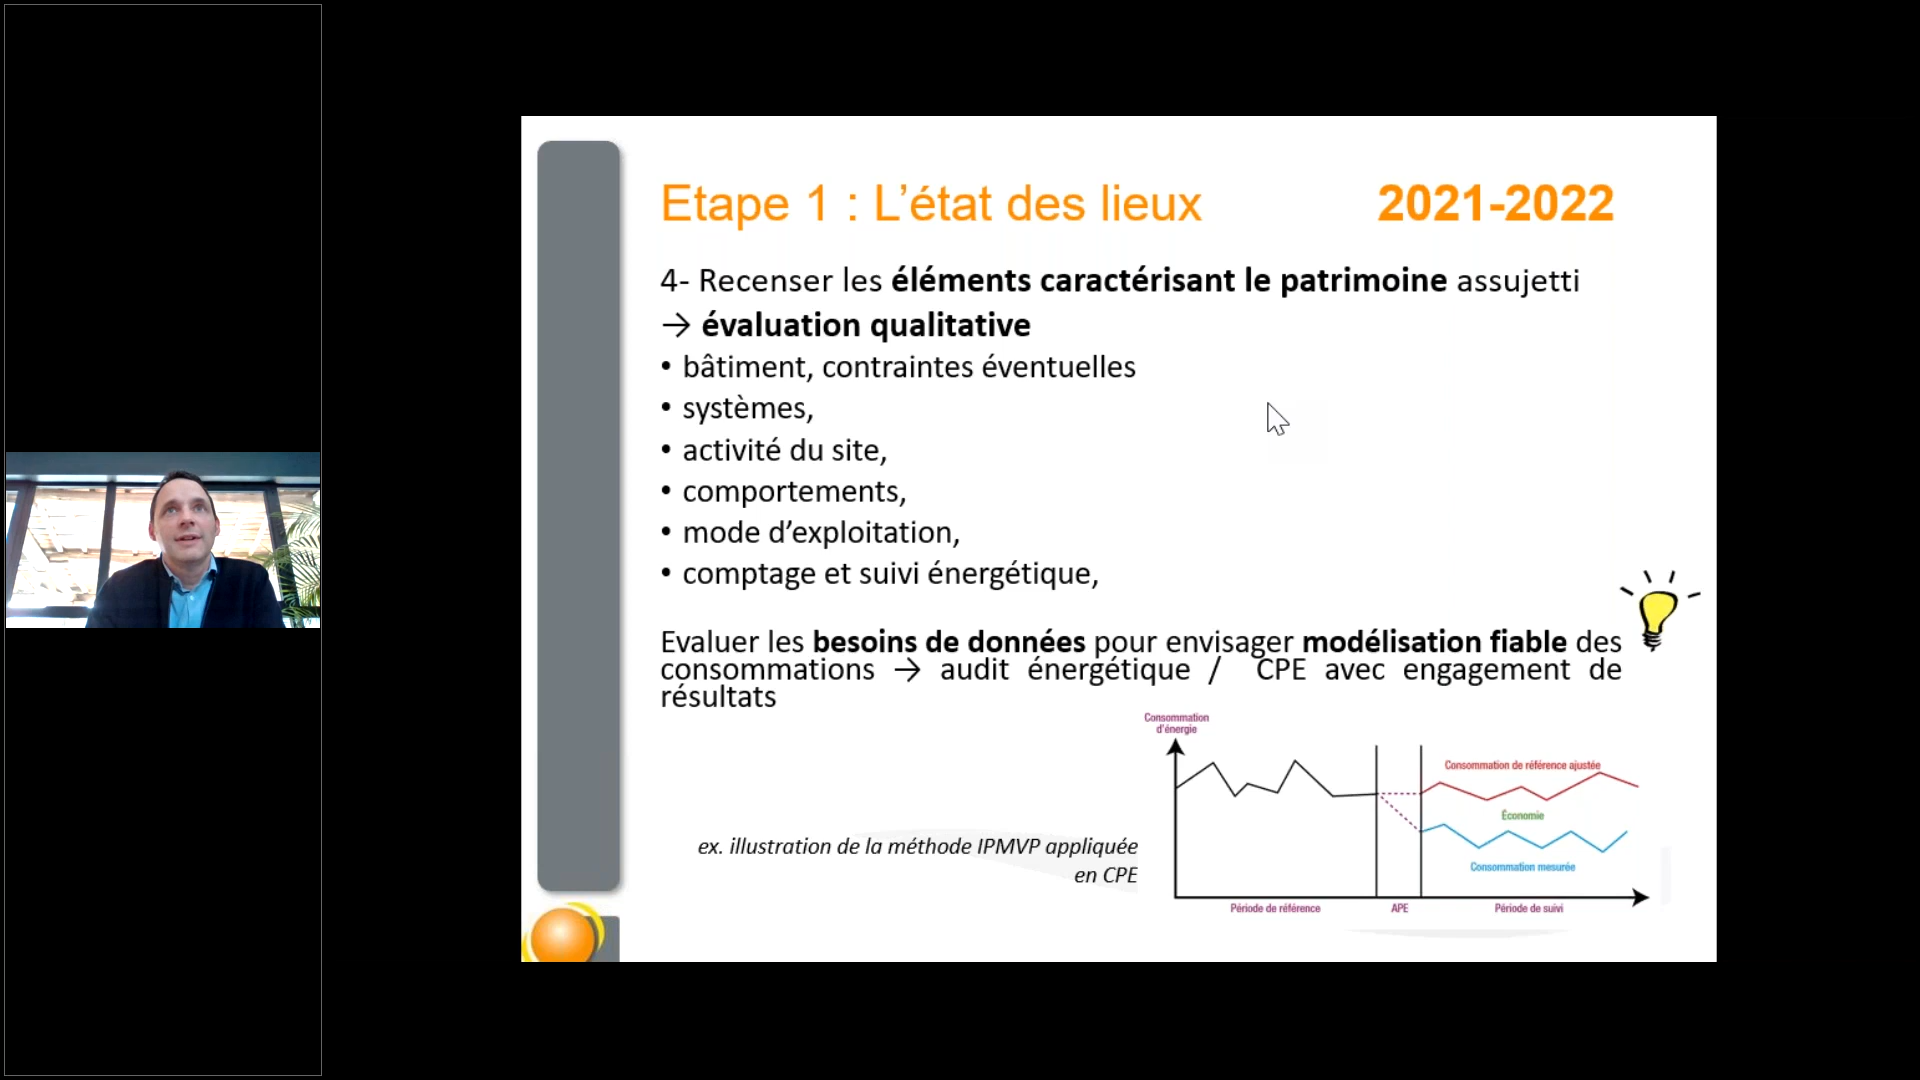 Etape 1 : L’état des lieux 2021-2022
4- Recenser les éléments caractérisant le patrimoine assujetti
→ évaluation qualitative
• bâtiment, contraintes éventuelles
• systèmes,
• activité du site,
• comportements,
• mode d’exploitation,
• comptage et suivi énergétique,
Evaluer les besoins de données pour envisager modélisation fiable des
consommations → audit énergétique / CPE avec engagement de
résultats
ex. illustration de la méthode IPMVP appliquée
en CPE
Consommation
d'énergie
Consommation de référence ajustée
Économie
Consommation mesurée
Période de référence APE Période de suivi